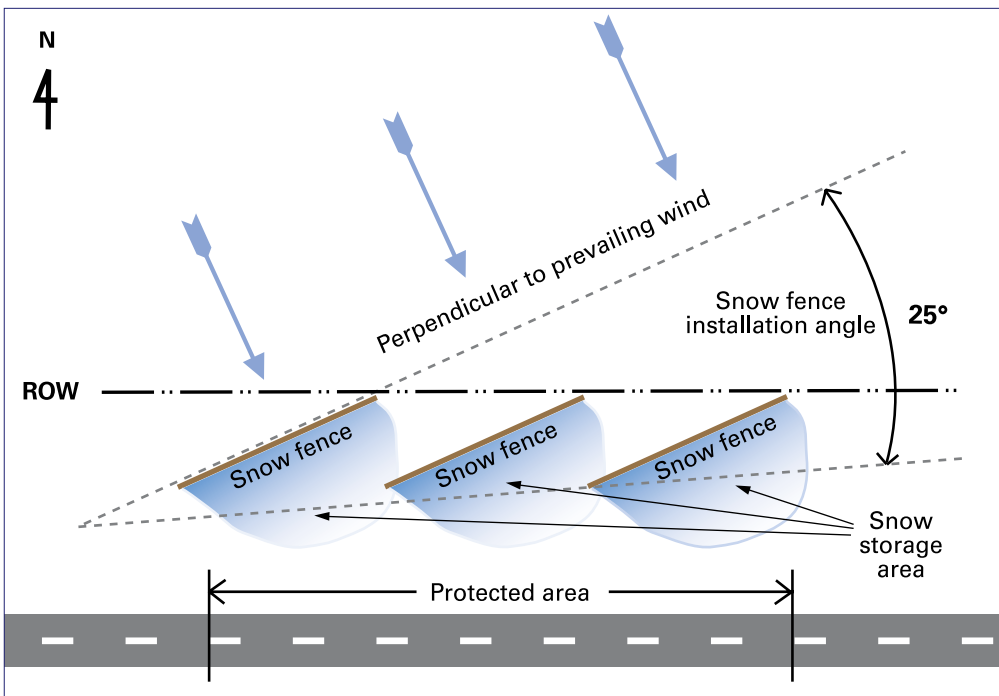 N
Perpendicular to prevailing wind
Snow fence
installation angle
25°
ROW
Snow fence
Snow fence
Snow fence
Snow
storage
area
Protected area